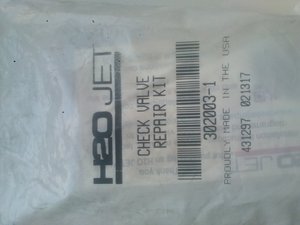 H2O JET
CHECK VALVE
REPAIR KIT
302003-1
PROUDLY MADE IN THE USA
431297 021317